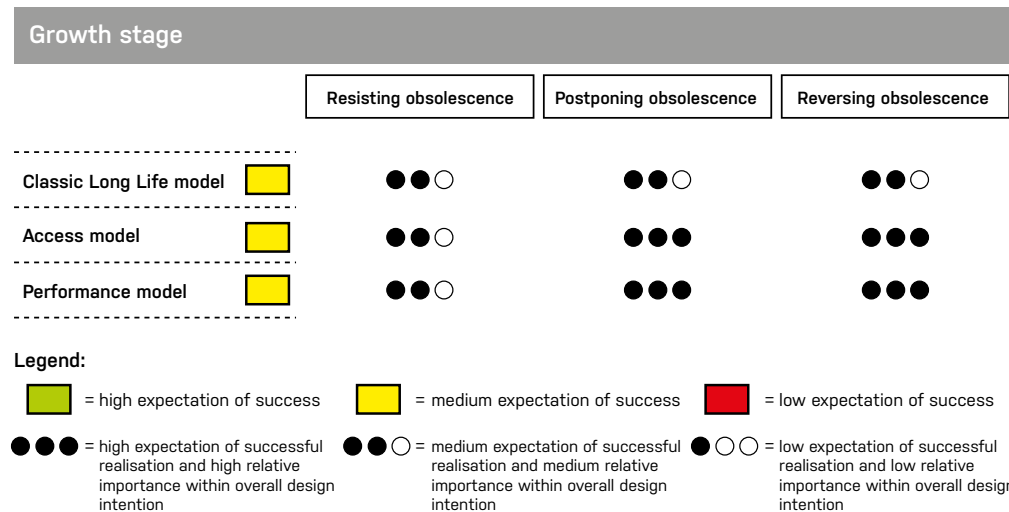 Growth stage
Resisting obsolescence
Postponing obsolescence
Reversing obsolescence
Classic Long Life model
Access model
Performance model
Legend:
= high expectation of success
= medium expectation of success
= low expectation of success
= high expectation of successful
realisation and high relative
importance within overall design
intention
= medium expectation of successful
realisation and medium relative
importance within overall design
intention
= low expectation of successful
realisation and low relative
importance within overall design
intention